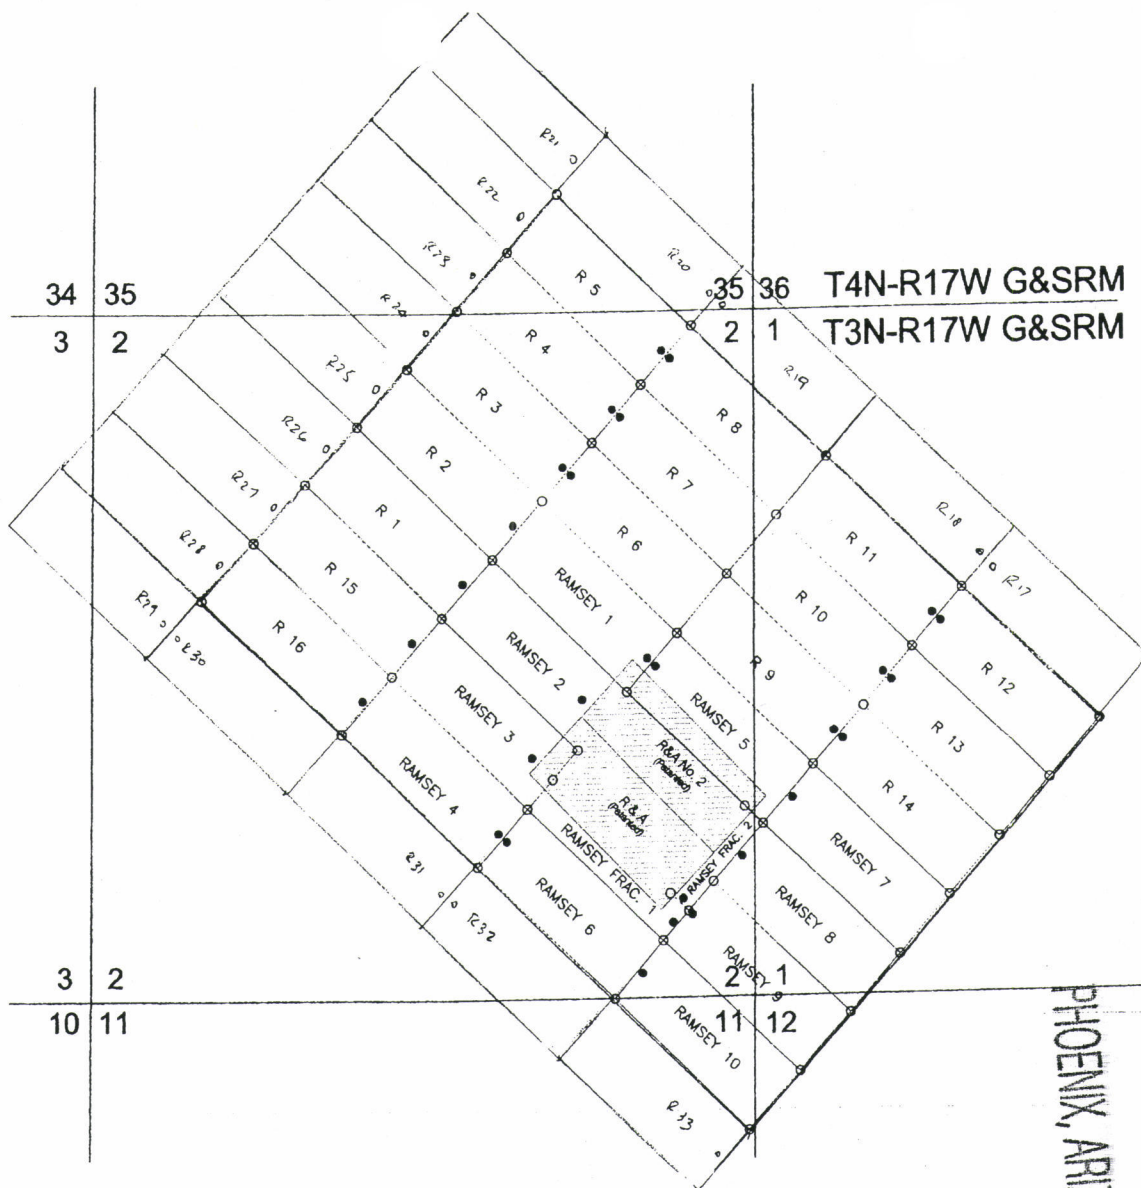 R21
R22
R23
R24
R25
R26
R27
R28
R29
R30
R20
R19
R18
R17
34 35
3 2
35 36 T4N-R17W G&SRM
2 1 T3N-R17W G&SRM
R 5
R 4
R 3
R 2
R 1
R 15
R 16
R 8
R 7
R 6
RAMSEY 1
RAMSEY 2
RAMSEY 3
RAMSEY 4
R 11
R 10
R 9
RAMSEY 5
R&A No. 2
(Patented)
R & A
(Patented)
RAMSEY FRAC. 1
RAMSEY FRAC. 2
RAMSEY 6
R 12
R 13
R 14
RAMSEY 7
RAMSEY 8
RAMSEY 9
RAMSEY 10
R31
R32
R33
3 2
10 11
2 1
11 12
PHOENIX, ARI